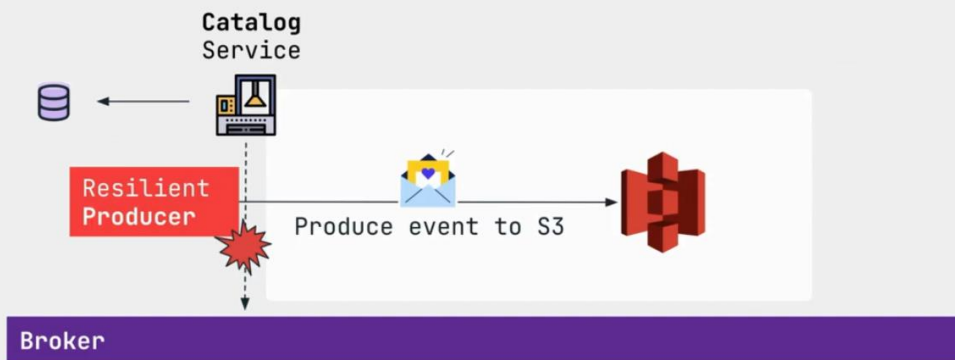 Catalog
Service
Resilient
Producer
Produce event to S3
Broker